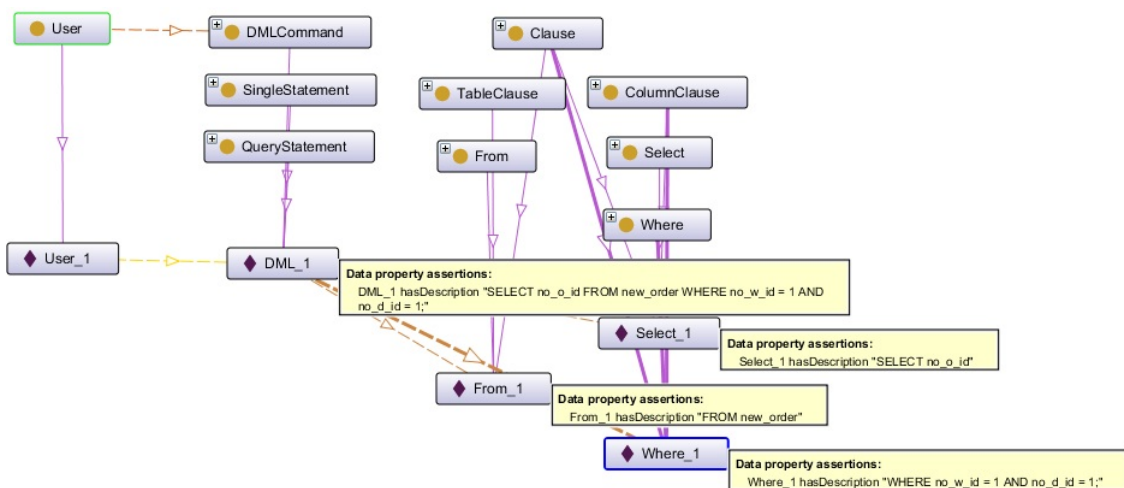 User
DMLCommand
Clause
SingleStatement
TableClause
ColumnClause
QueryStatement
From
Select
Where
User_1
DML_1
Data property assertions:
DML_1 hasDescription "SELECT no_o_id FROM new_order WHERE no_w_id = 1 AND
no_d_id = 1;"
Select_1
Data property assertions:
Select_1 hasDescription "SELECT no_o_id"
From_1
Data property assertions:
From_1 hasDescription "FROM new_order"
Where_1
Data property assertions:
Where_1 hasDescription "WHERE no_w_id = 1 AND no_d_id = 1;"